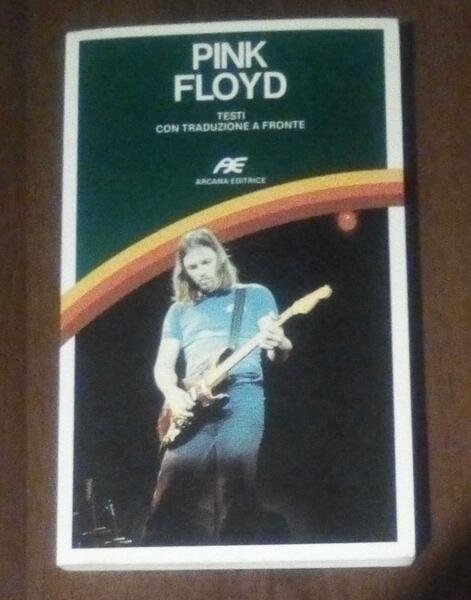 PINK
FLOYD
TESTI
CON TRADUZIONE A FRONTE
AE
ARCANA EDITRICE